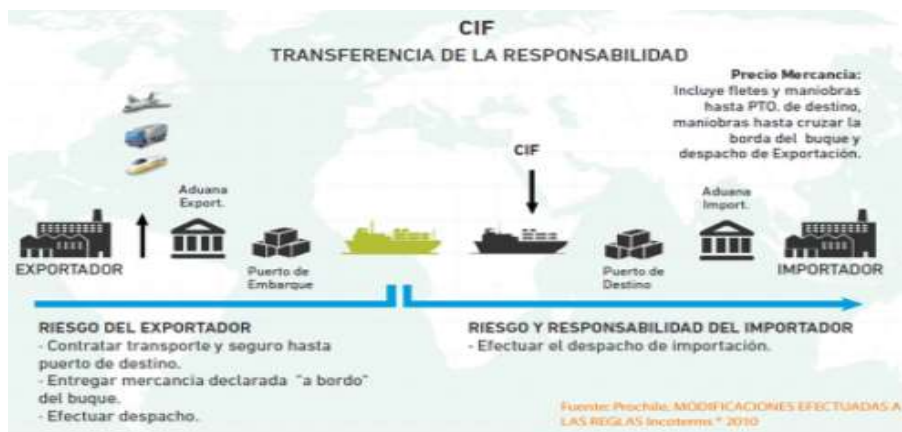 CIF
TRANSFERENCIA DE LA RESPONSABILIDAD
Precio Mercancia:
Incluye fletes y maniobras
hasta PTO. de destino,
maniobras hasta cruzar la
borda del buque y
despacho de Exportación.
CIF
Aduana
Export.
Aduana
Import.
EXPORTADOR
Puerto de
Embarque
Puerto de
Destino
IMPORTADOR
RIESGO DEL EXPORTADOR
- Contratar transporte y seguro hasta
puerto de destino.
- Entregar mercancia declarada "a bordo"
del buque.
- Efectuar despacho.
RIESGO Y RESPONSABILIDAD DEL IMPORTADOR
- Efectuar el despacho de importación.
Fuente: Prochile; MODIFICACIONES EFECTUADAS A
LAS REGLAS Incoterms ® 2010